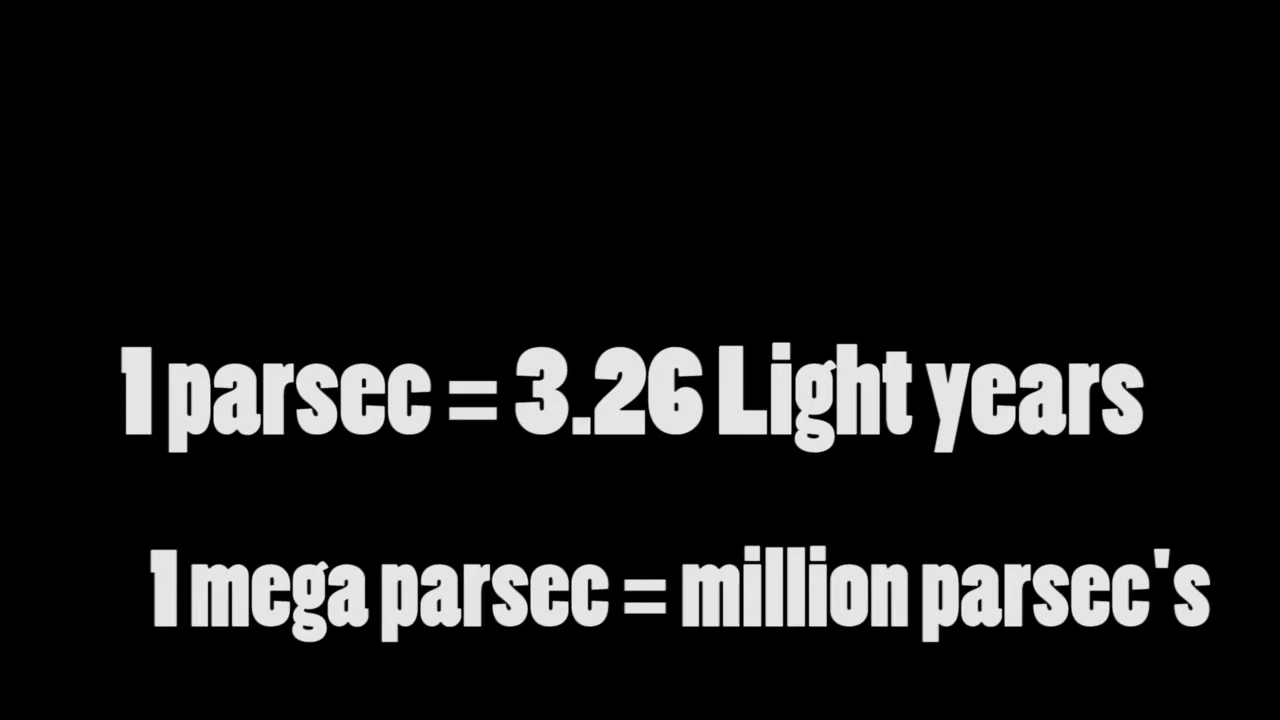 1 parsec = 3.26 Light years
1 mega parsec = million parsec's